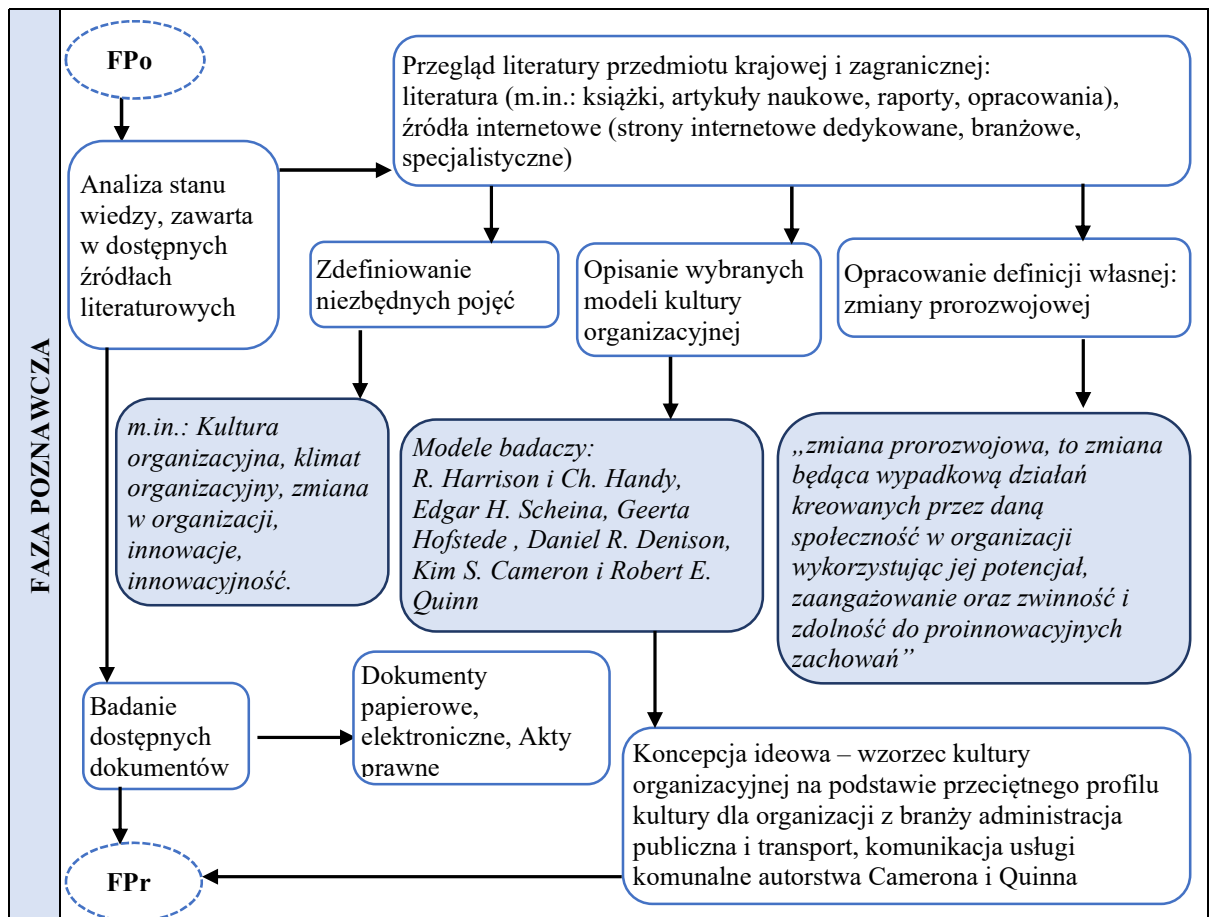 FAZA POZNAWCZA
FPo
Przegląd literatury przedmiotu krajowej i zagranicznej:
literatura (m.in.: książki, artykuły naukowe, raporty, opracowania),
źródła internetowe (strony internetowe dedykowane, branżowe,
specjalistyczne)
Analiza stanu
wiedzy, zawarta
w dostępnych
źródłach
literaturowych
Zdefiniowanie
niezbędnych pojęć
Opisanie wybranych
modeli kultury
organizacyjnej
Opracowanie definicji własnej:
zmiany prorozwojowej
m.in.: Kultura
organizacyjna, klimat
organizacyjny, zmiana
w organizacji,
innowacje,
innowacyjność.
Modele badaczy:
R. Harrison i Ch. Handy,
Edgar H. Scheina, Geerta
Hofstede , Daniel R. Denison,
Kim S. Cameron i Robert E.
Quinn
„zmiana prorozwojowa, to zmiana
będąca wypadkową działań
kreowanych przez daną
społeczność w organizacji
wykorzystując jej potencjał,
zaangażowanie oraz zwinność i
zdolność do proinnowacyjnych
zachowań”
Badanie
dostępnych
dokumentów
Dokumenty
papierowe,
elektroniczne, Akty
prawne
Koncepcja ideowa – wzorzec kultury
organizacyjnej na podstawie przeciętnego profilu
kultury dla organizacji z branży administracja
publiczna i transport, komunikacja usługi
komunalne autorstwa Camerona i Quinna
FPr